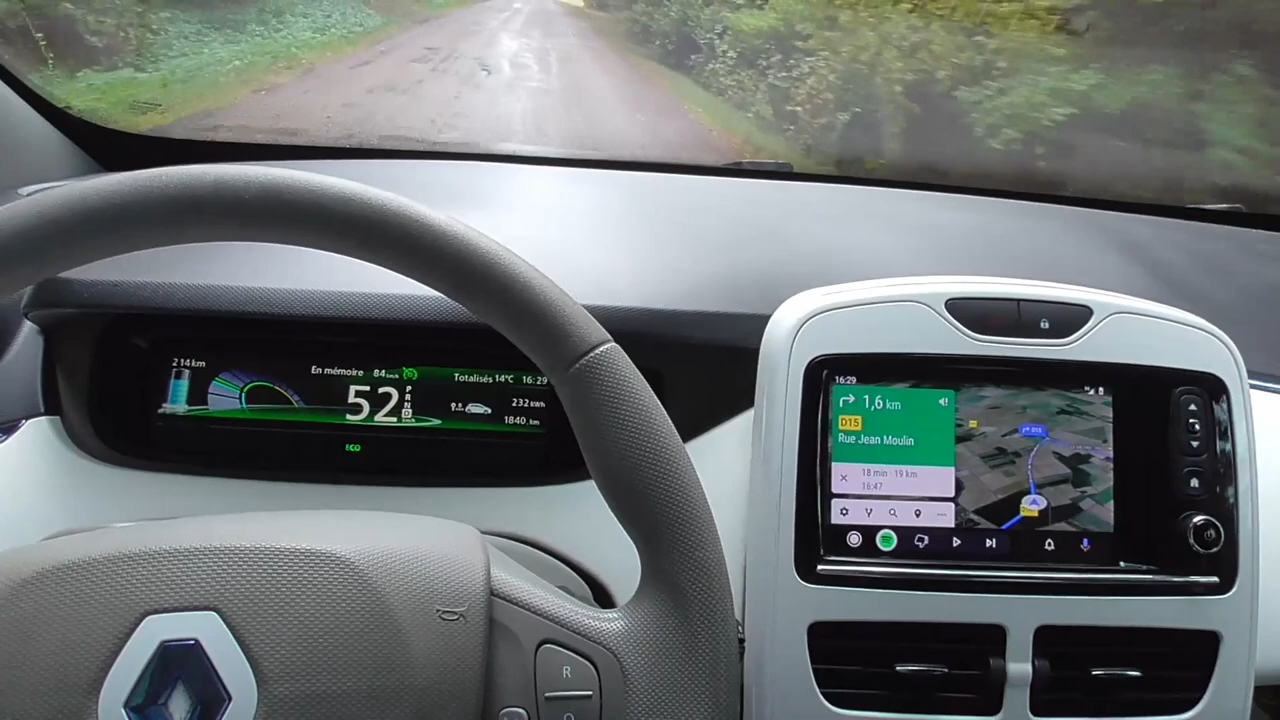 214 km
En mémoire 84 km/h
Totalisés 14°C 16:29
52
km/h
P
R
N
D
232 kWh
1840 km
ECO
R
16:29
1,6 km
D15
Rue Jean Moulin
18 min · 19 km
16:47
D15